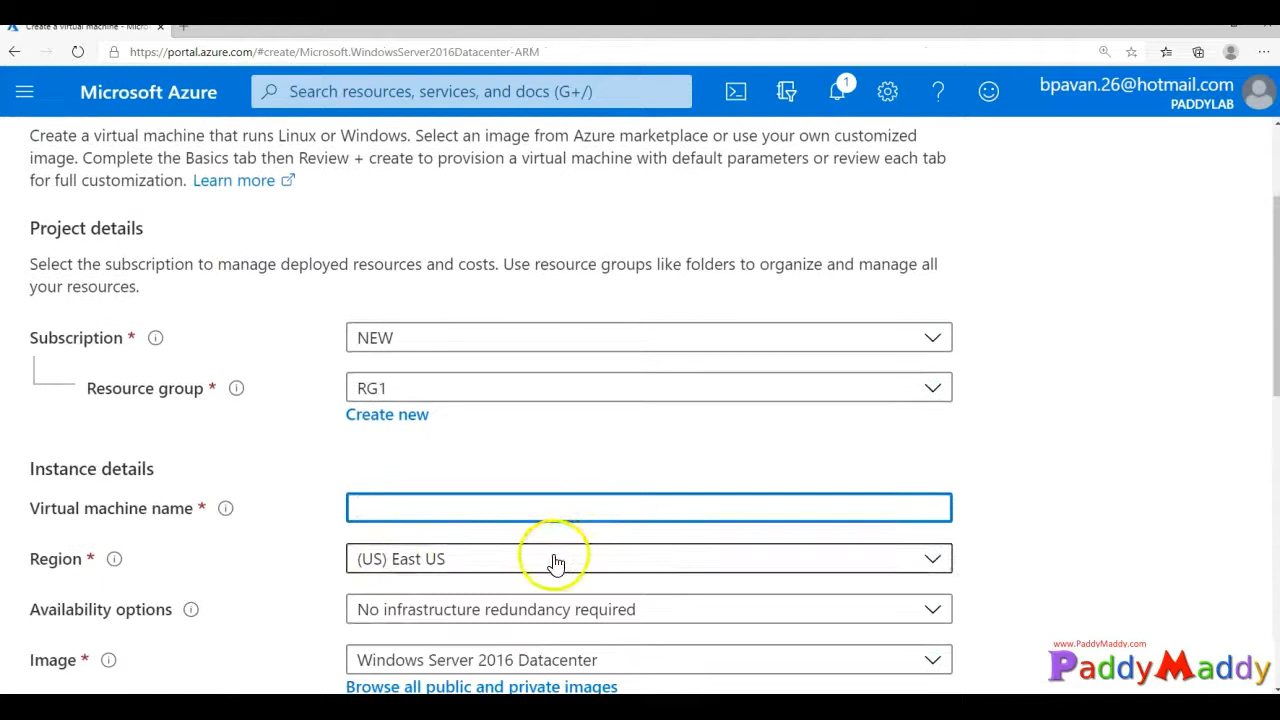 Create a virtual machine - Micro
https://portal.azure.com/#create/Microsoft.WindowsServer2016Datacenter-ARM
Microsoft Azure
Search resources, services, and docs (G+/)
1
bpavan.26@hotmail.com
PADDYLAB
Create a virtual machine that runs Linux or Windows. Select an image from Azure marketplace or use your own customized
image. Complete the Basics tab then Review + create to provision a virtual machine with default parameters or review each tab
for full customization. Learn more
Project details
Select the subscription to manage deployed resources and costs. Use resource groups like folders to organize and manage all
your resources.
Subscription *
NEW
Resource group *
RG1
Create new
Instance details
Virtual machine name *
Region *
(US) East US
Availability options
No infrastructure redundancy required
Image *
Windows Server 2016 Datacenter
Browse all public and private images
www.PaddyMaddy.com
PaddyMaddy